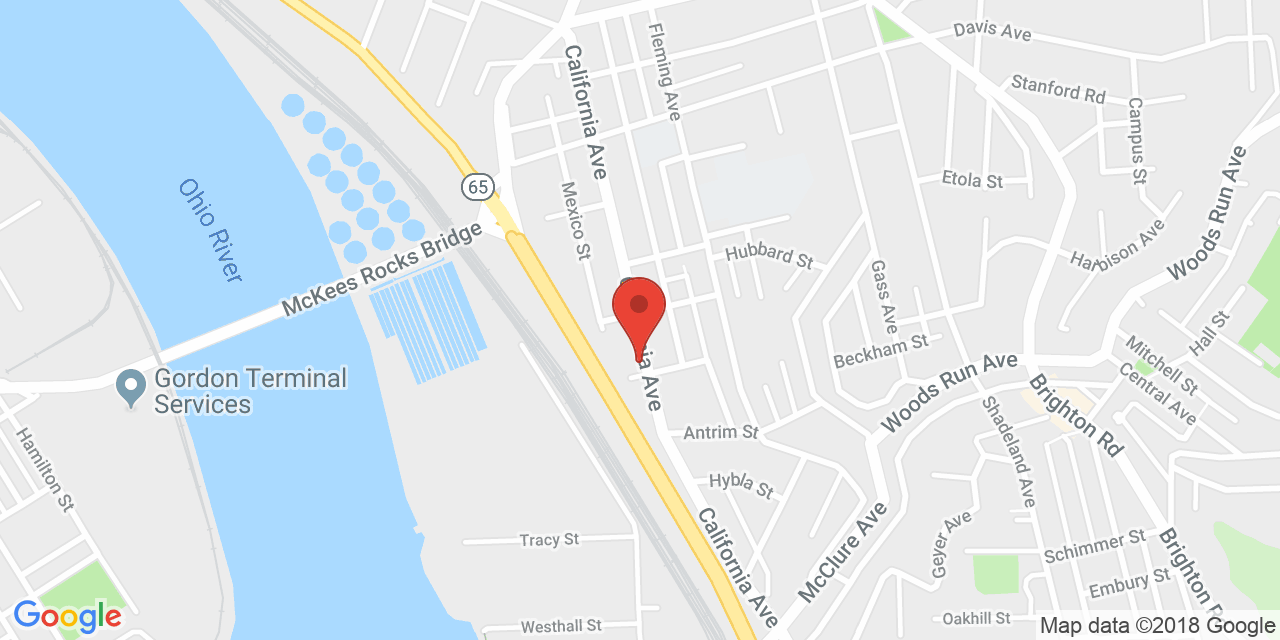 Davis Ave
Fleming Ave
California Ave
Stanford Rd
Campus St
65
Etola St
Woods Run Ave
Ohio River
Mexico St
McKees Rocks Bridge
Hubbard St
Harbison Ave
Gass Ave
Hall St
Beckham St
Mitchell St
Woods Run Ave
Central Ave
Gordon Terminal
Services
nia Ave
Brighton Rd
Shadeland Ave
Antrim St
Hamilton St
Hybla St
California Ave
McClure Ave
Geyer Ave
Tracy St
Schimmer St
Brighton R
Embury St
Oakhill St
Westhall St
Google
Map data ©2018 Google